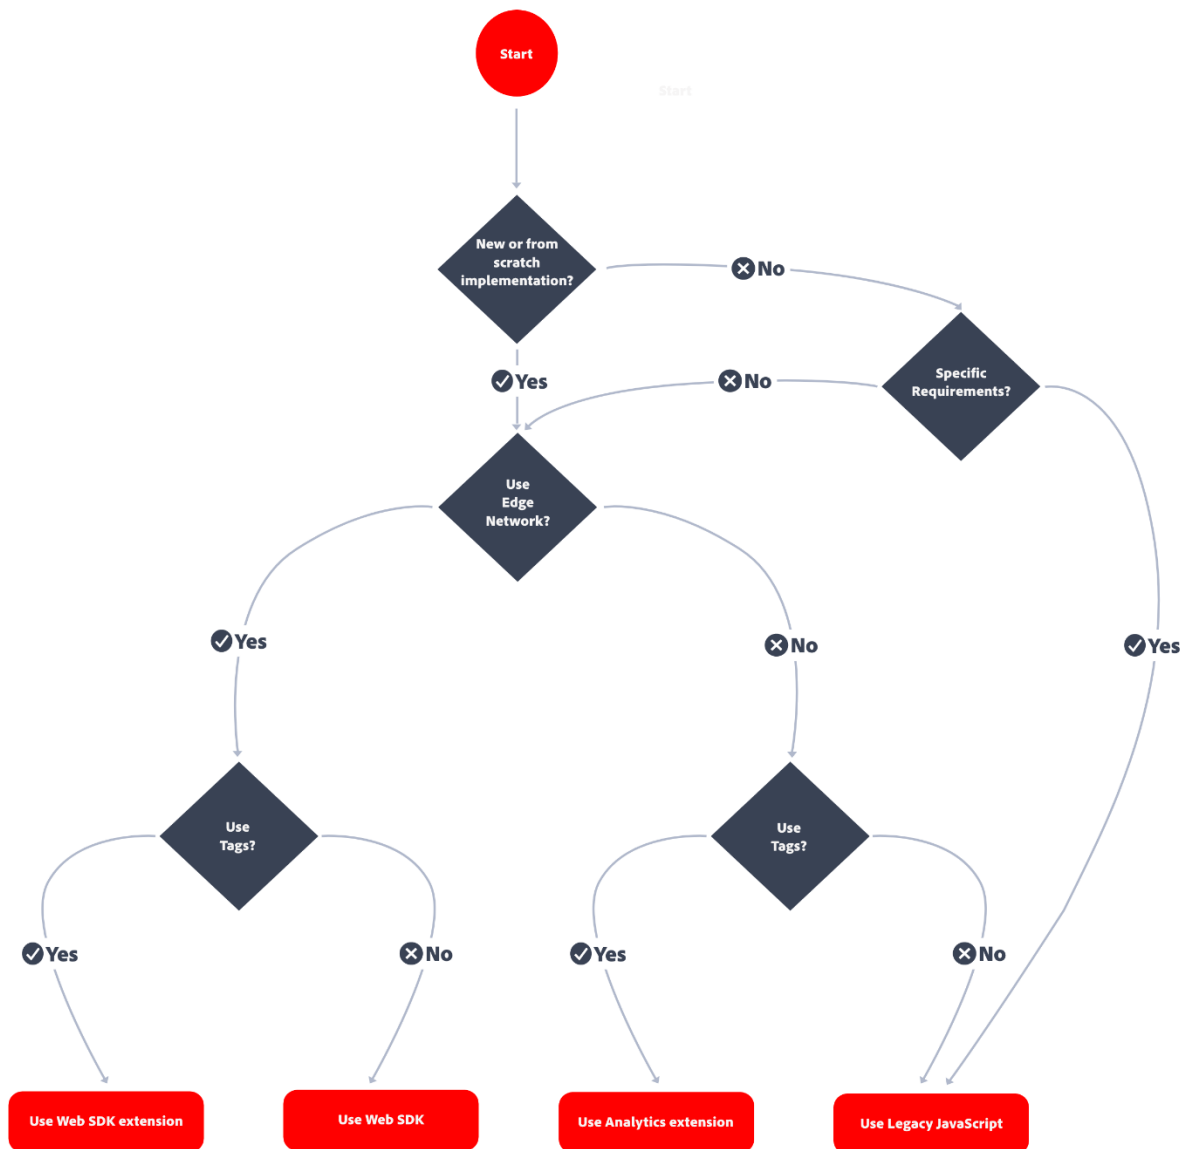 Start
Start
New or from
scratch
implementation?
No
Specific
Requirements?
Yes
No
Use
Edge
Network?
Yes
No
Yes
Use
Tags?
Use
Tags?
Yes
No
Yes
No
Use Web SDK extension
Use Web SDK
Use Analytics extension
Use Legacy JavaScript